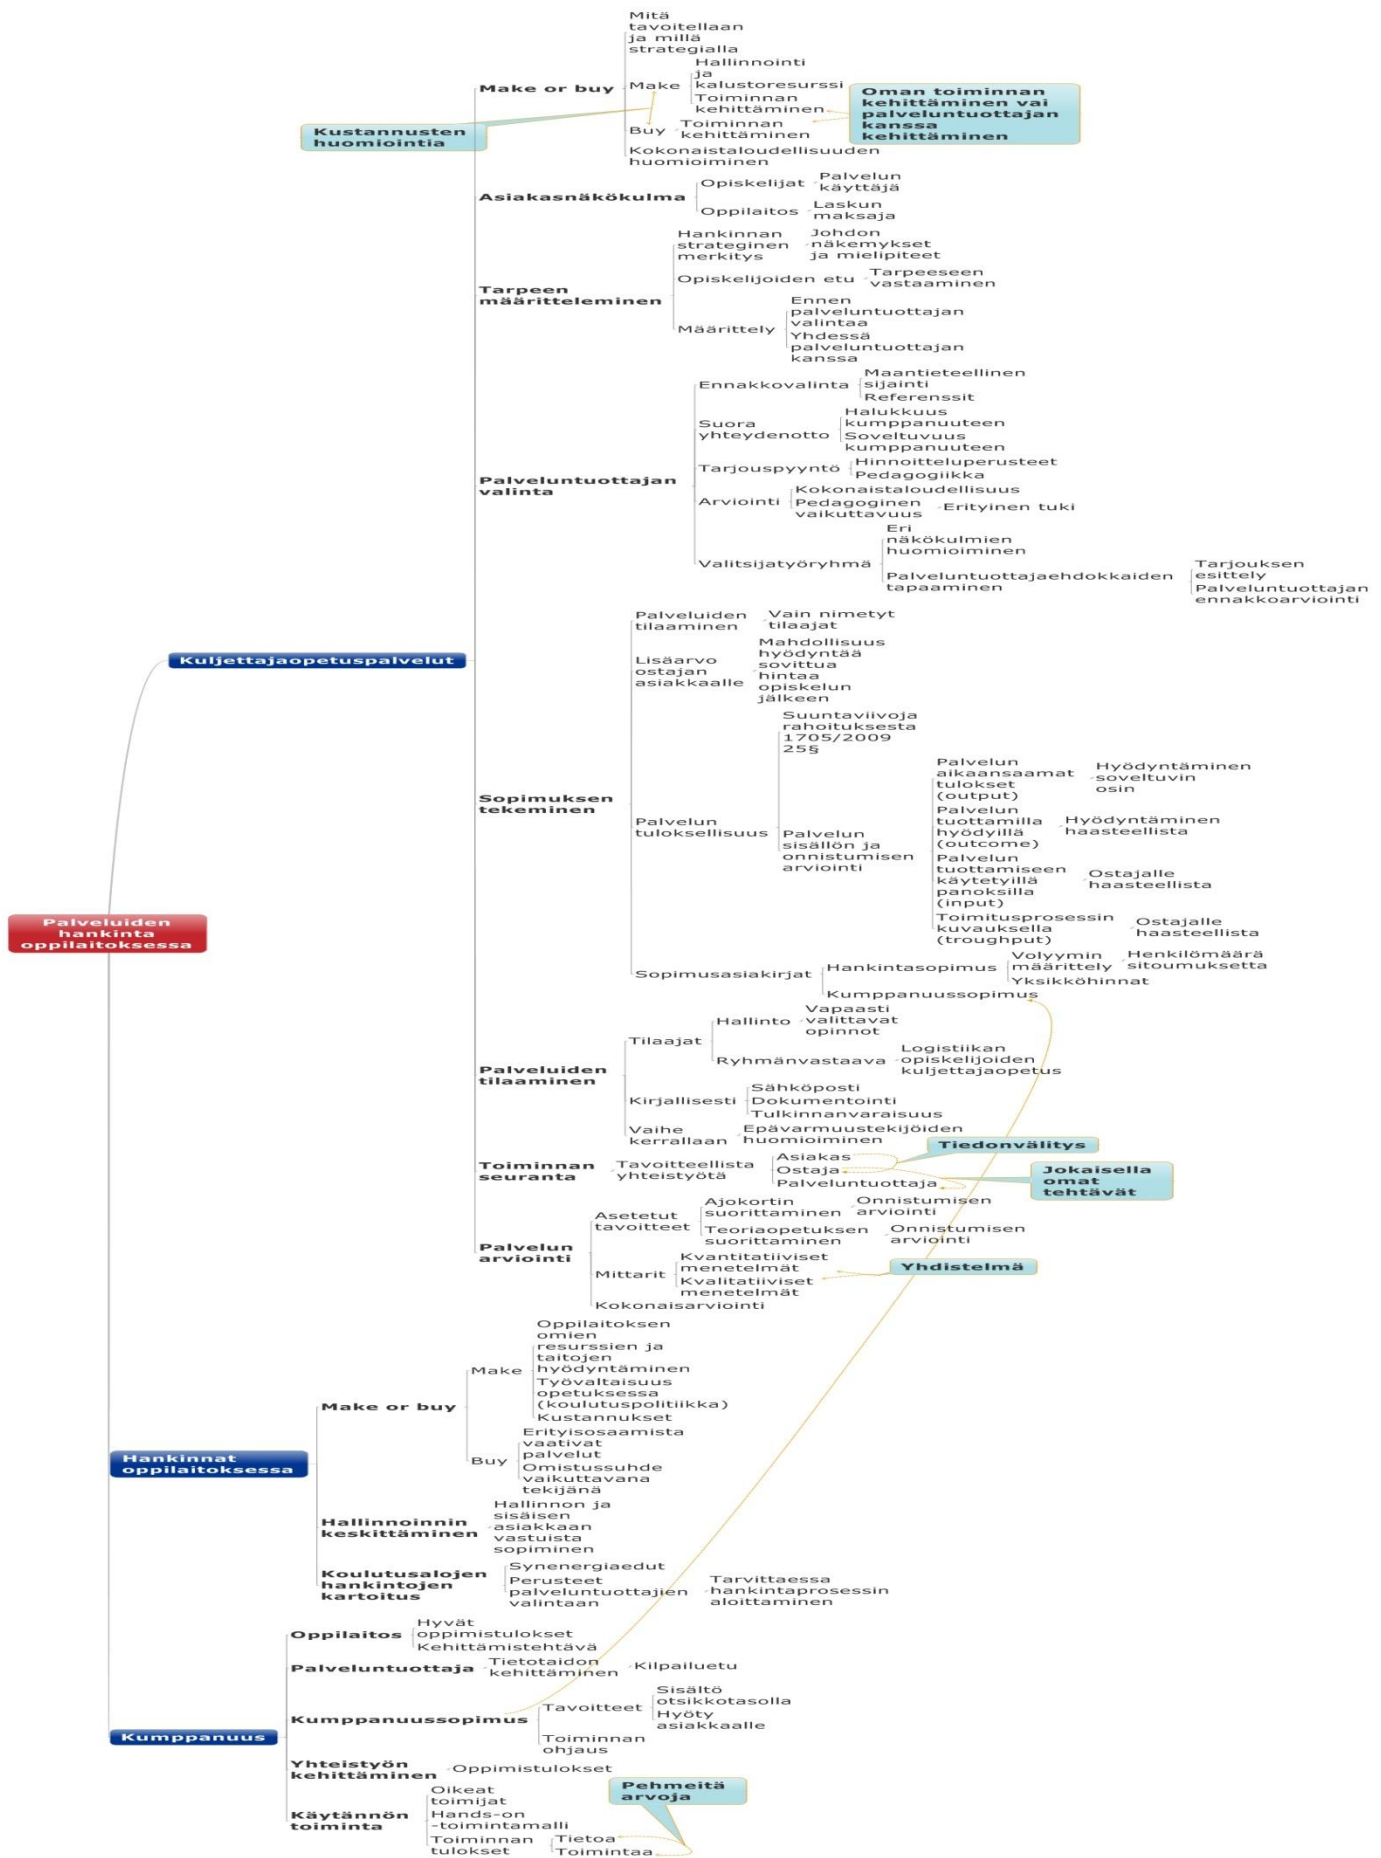 Palveluiden
hankinta
oppilaitoksessa
Kuljettajaopetuspalvelut
Make or buy
Mitä
tavoitellaan
ja millä
strategialla
Make
Hallinnointi
ja
kalustoresurssi
Toiminnan
kehittäminen
Buy
Toiminnan
kehittäminen
Kokonaistaloudellisuuden
huomioiminen
Kustannusten
huomiointia
Oman toiminnan
kehittäminen vai
palveluntuottajan
kanssa
kehittäminen
Asiakasnäkökulma
Opiskelijat
Palvelun
käyttäjä
Oppilaitos
Laskun
maksaja
Tarpeen
määritteleminen
Hankinnan
strateginen
merkitys
Johdon
näkemykset
ja mielipiteet
Opiskelijoiden etu
Tarpeeseen
vastaaminen
Määrittely
Ennen
palveluntuottajan
valintaa
Yhdessä
palveluntuottajan
kanssa
Palveluntuottajan
valinta
Ennakkovalinta
Maantieteellinen
sijainti
Referenssit
Suora
yhteydenotto
Halukkuus
kumppanuuteen
Soveltuvuus
kumppanuuteen
Tarjouspyyntö
Hinnoitteluperusteet
Pedagogiikka
Arviointi
Kokonaistaloudellisuus
Pedagoginen
vaikuttavuus
Erityinen tuki
Valitsijatyöryhmä
Eri
näkökulmien
huomioiminen
Palveluntuottajaehdokkaiden
tapaaminen
Tarjouksen
esittely
Palveluntuottajan
ennakkoarviointi
Sopimuksen
tekeminen
Palveluiden
tilaaminen
Vain nimetyt
tilaajat
Lisäarvo
ostajan
asiakkaalle
Mahdollisuus
hyödyntää
sovittua
hintaa
opiskelun
jälkeen
Palvelun
tuloksellisuus
Suuntaviivoja
rahoituksesta
1705/2009
25§
Palvelun
sisällön ja
onnistumisen
arviointi
Palvelun
aikaansaamat
tulokset
(output)
Hyödyntäminen
soveltuvin
osin
Palvelun
tuottamilla
hyödyillä
(outcome)
Hyödyntäminen
haasteellista
Palvelun
tuottamiseen
käytetyillä
panoksilla
(input)
Ostajalle
haasteellista
Toimitusprosessin
kuvauksella
(troughput)
Ostajalle
haasteellista
Sopimusasiakirjat
Hankintasopimus
Volyymin
määrittely
Henkilömäärä
sitoumuksetta
Yksikköhinnat
Kumppanuussopimus
Palveluiden
tilaaminen
Tilaajat
Hallinto
Vapaasti
valittavat
opinnot
Ryhmänvastaava
Logistiikan
opiskelijoiden
kuljettajaopetus
Kirjallisesti
Sähköposti
Dokumentointi
Tulkinnanvaraisuus
Vaihe
kerrallaan
Epävarmuustekijöiden
huomioiminen
Toiminnan
seuranta
Tavoitteellista
yhteistyötä
Asiakas
Ostaja
Palveluntuottaja
Tiedonvälitys
Jokaisella
omat
tehtävät
Palvelun
arviointi
Asetetut
tavoitteet
Ajokortin
suorittaminen
Onnistumisen
arviointi
Teoriaopetuksen
suorittaminen
Onnistumisen
arviointi
Mittarit
Kvantitatiiviset
menetelmät
Kvalitatiiviset
menetelmät
Yhdistelmä
Kokonaisarviointi
Hankinnat
oppilaitoksessa
Make or buy
Make
Oppilaitoksen
omien
resurssien ja
taitojen
hyödyntäminen
Työvaltaisuus
opetuksessa
(koulutuspolitiikka)
Kustannukset
Buy
Erityisosaamista
vaativat
palvelut
Omistussuhde
vaikuttavana
tekijänä
Hallinnoinnin
keskittäminen
Hallinnon ja
sisäisen
asiakkaan
vastuista
sopiminen
Koulutusalojen
hankintojen
kartoitus
Synenergiaedut
Perusteet
palveluntuottajien
valintaan
Tarvittaessa
hankintaprosessin
aloittaminen
Kumppanuus
Oppilaitos
Hyvät
oppimistulokset
Kehittämistehtävä
Palveluntuottaja
Tietotaidon
kehittäminen
Kilpailuetu
Kumppanuussopimus
Tavoitteet
Sisältö
otsikkotasolla
Hyöty
asiakkaalle
Toiminnan
ohjaus
Yhteistyön
kehittäminen
Oppimistulokset
Käytännön
toiminta
Oikeat
toimijat
Hands-on
-toimintamalli
Toiminnan
tulokset
Tietoa
Toimintaa
Pehmeitä
arvoja